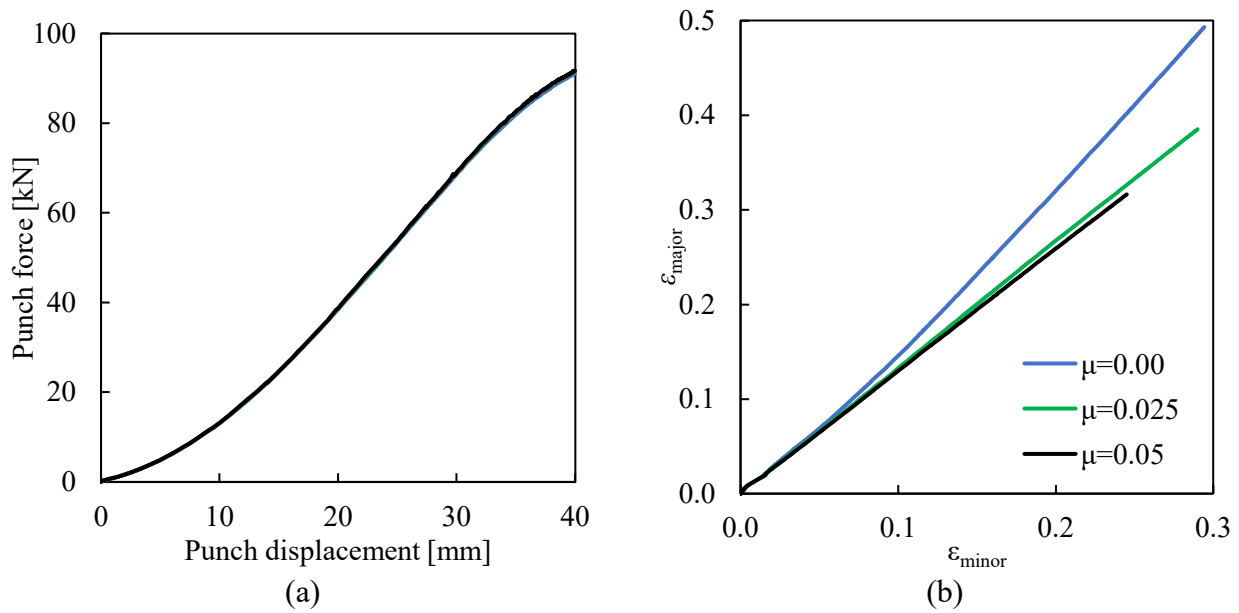 100
80
60
40
20
0
Punch force [kN]
0 10 20 30 40
Punch displacement [mm]
(a)
0.5
0.4
0.3
0.2
0.1
0.0
εmajor
μ=0.00
μ=0.025
μ=0.05
0.0 0.1 0.2 0.3
εminor
(b)